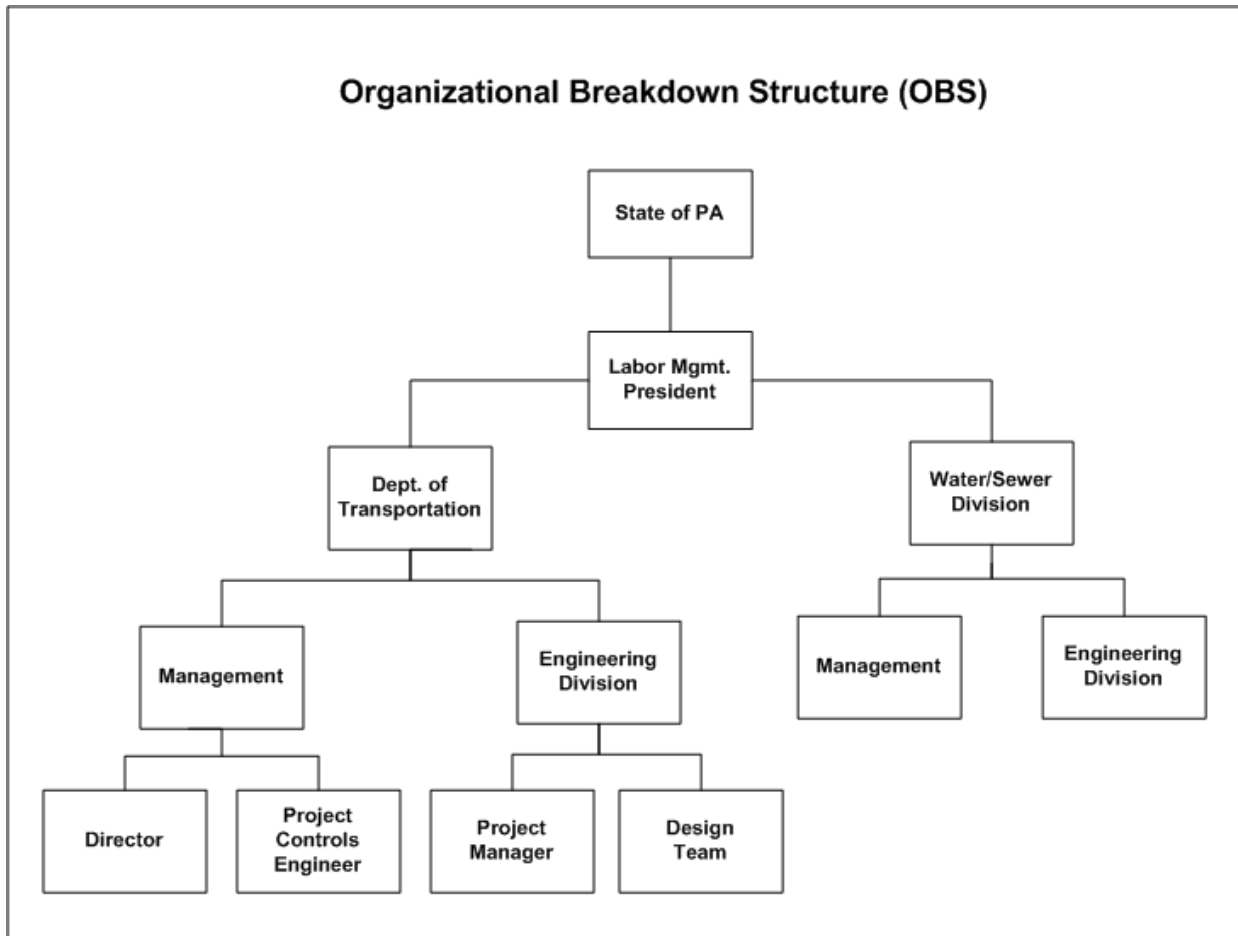 Organizational Breakdown Structure (OBS)
State of PA
Labor Mgmt.
President
Dept. of
Transportation
Water/Sewer
Division
Management
Engineering
Division
Management
Engineering
Division
Director
Project
Controls
Engineer
Project
Manager
Design
Team